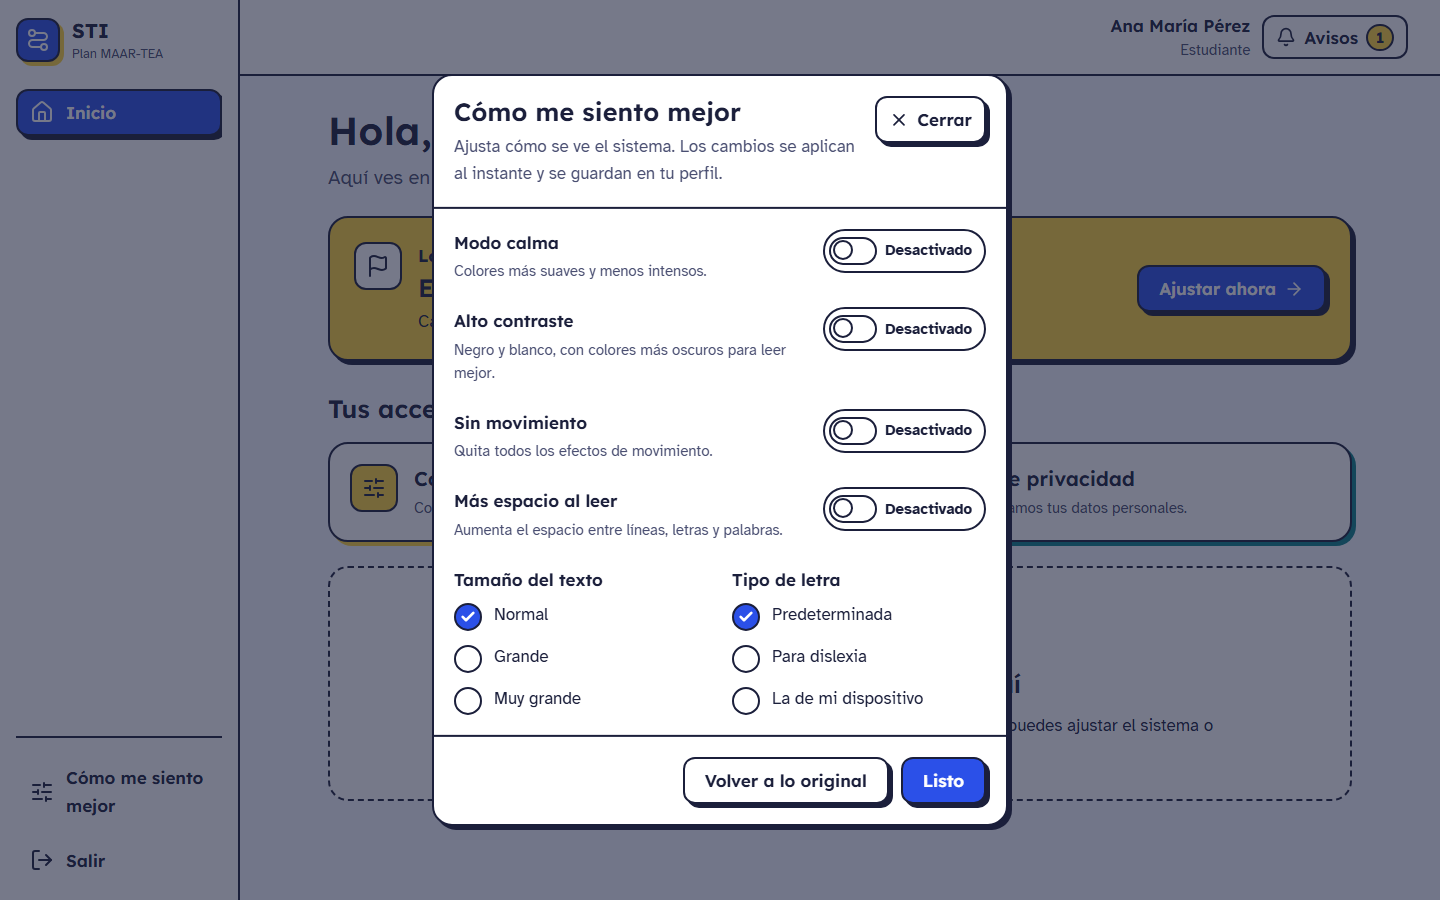 STI
Plan MAAR-TEA
Inicio
Cómo me siento
mejor
Salir
Ana María Pérez
Estudiante
Avisos 1
Hola,
Aquí ves en
Ajustar ahora
Tus acce
e privacidad
amos tus datos personales.
puedes ajustar el sistema o
Cómo me siento mejor
Cerrar
Ajusta cómo se ve el sistema. Los cambios se aplican
al instante y se guardan en tu perfil.
Modo calma
Desactivado
Colores más suaves y menos intensos.
Alto contraste
Desactivado
Negro y blanco, con colores más oscuros para leer
mejor.
Sin movimiento
Desactivado
Quita todos los efectos de movimiento.
Más espacio al leer
Desactivado
Aumenta el espacio entre líneas, letras y palabras.
Tamaño del texto
Normal
Grande
Muy grande
Tipo de letra
Predeterminada
Para dislexia
La de mi dispositivo
Volver a lo original
Listo